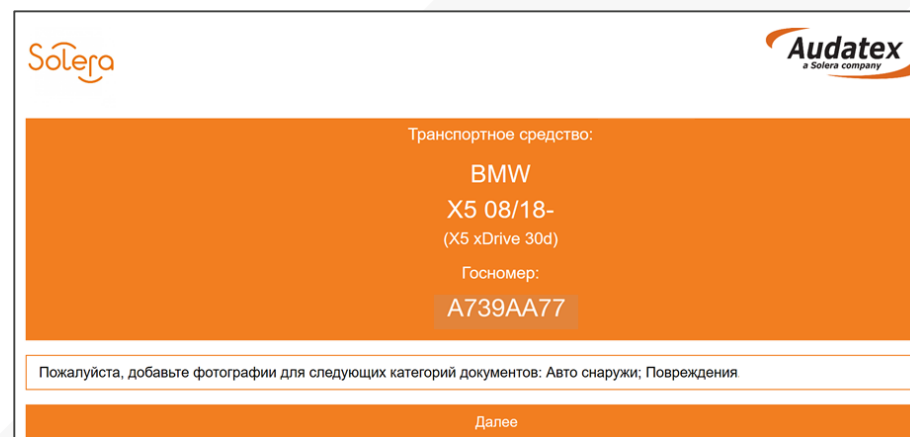 Solera
Audatex
a Solera company
Транспортное средство:
BMW
X5 08/18-
(X5 xDrive 30d)
Госномер:
A739AA77
Пожалуйста, добавьте фотографии для следующих категорий документов: Авто снаружи; Повреждения.
Далее